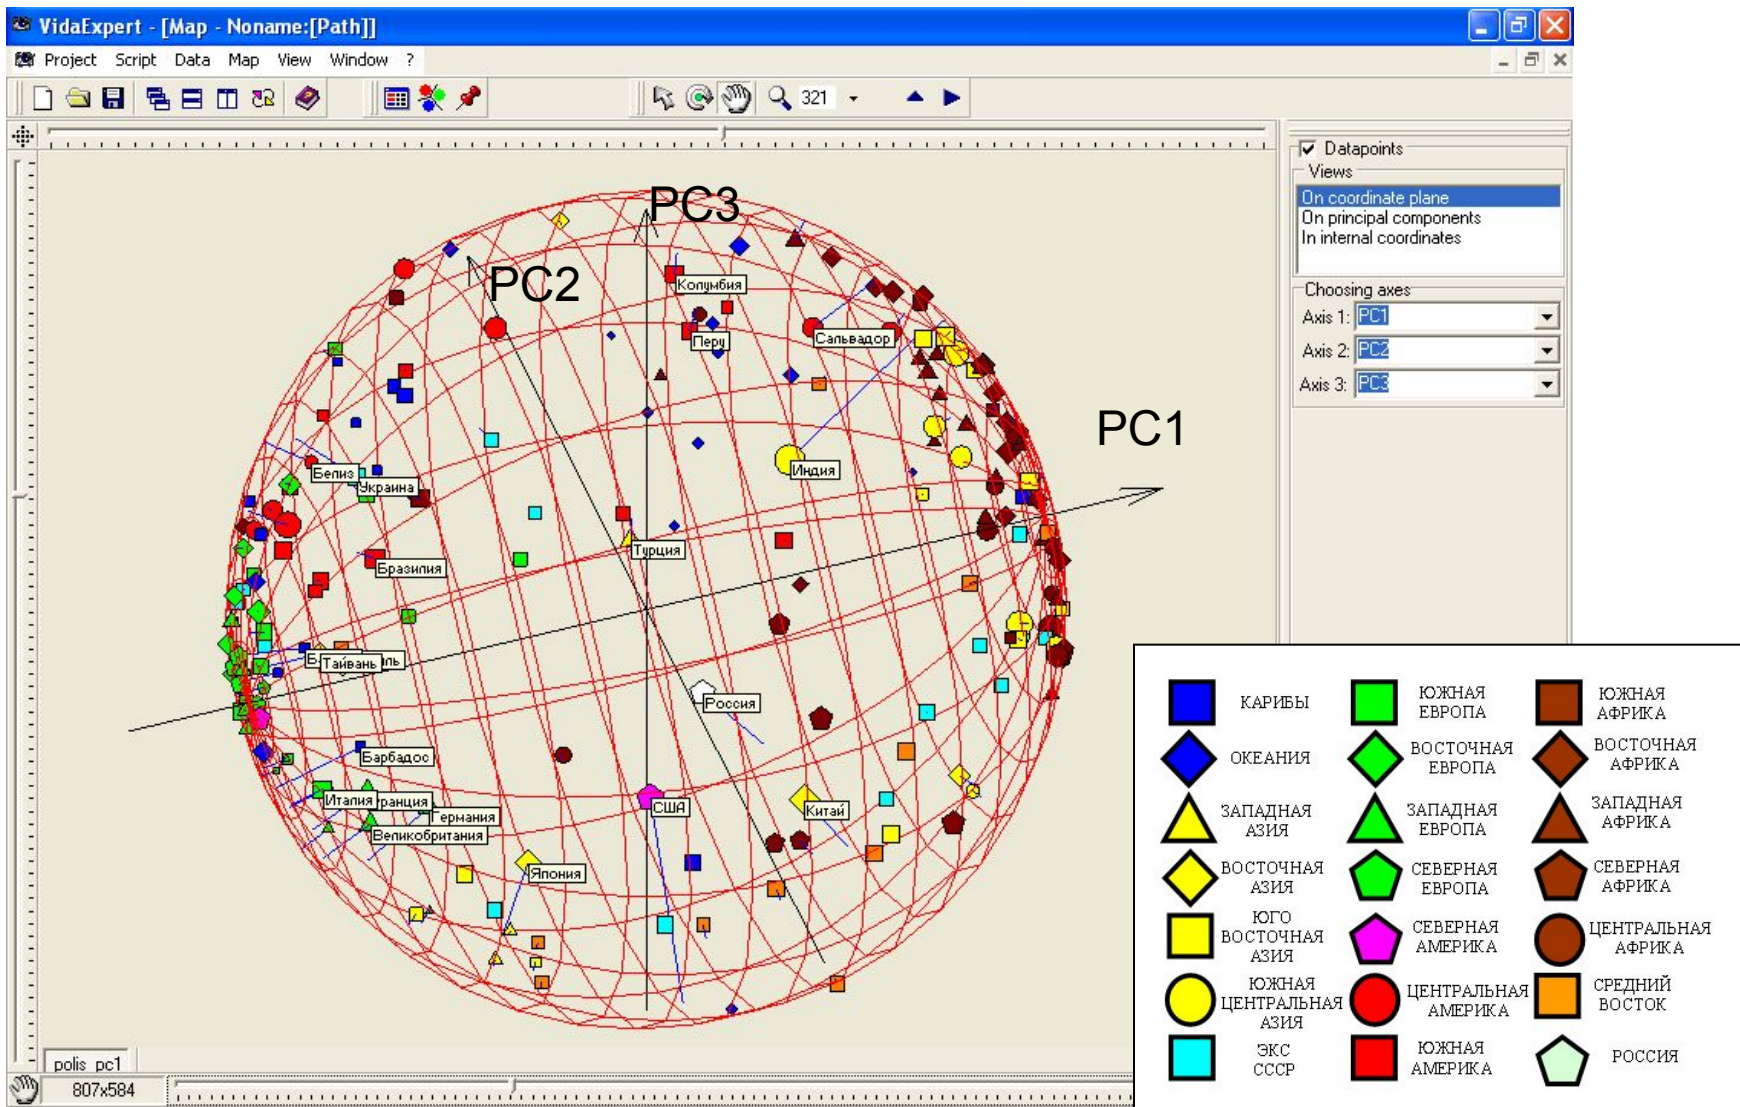 VidaExpert - [Map - Noname:[Path]]
Project Script Data Map View Window ?
321
Datapoints
Views
On coordinate plane
On principal components
In internal coordinates
Choosing axes
Axis 1: PC1
Axis 2: PC2
Axis 3: PC3
PC3
PC2
PC1
Колумбия
Перу
Сальвадор
Индия
Белиз
Украина
Турция
Бразилия
Тайвань
Россия
Барбадос
США
Китай
Италия
Германия
Великобритания
Япония
polis_pc1
807x584
КАРИБЫ
ОКЕАНИЯ
ЗАПАДНАЯ
АЗИЯ
ВОСТОЧНАЯ
АЗИЯ
ЮГО
ВОСТОЧНАЯ
АЗИЯ
ЮЖНАЯ
ЦЕНТРАЛЬНАЯ
АЗИЯ
ЭКС
СССР
ЮЖНАЯ
ЕВРОПА
ВОСТОЧНАЯ
ЕВРОПА
ЗАПАДНАЯ
ЕВРОПА
СЕВЕРНАЯ
ЕВРОПА
СЕВЕРНАЯ
АМЕРИКА
ЦЕНТРАЛЬНАЯ
АМЕРИКА
ЮЖНАЯ
АМЕРИКА
ЮЖНАЯ
АФРИКА
ВОСТОЧНАЯ
АФРИКА
ЗАПАДНАЯ
АФРИКА
СЕВЕРНАЯ
АФРИКА
ЦЕНТРАЛЬНАЯ
АФРИКА
СРЕДНИЙ
ВОСТОК
РОССИЯ